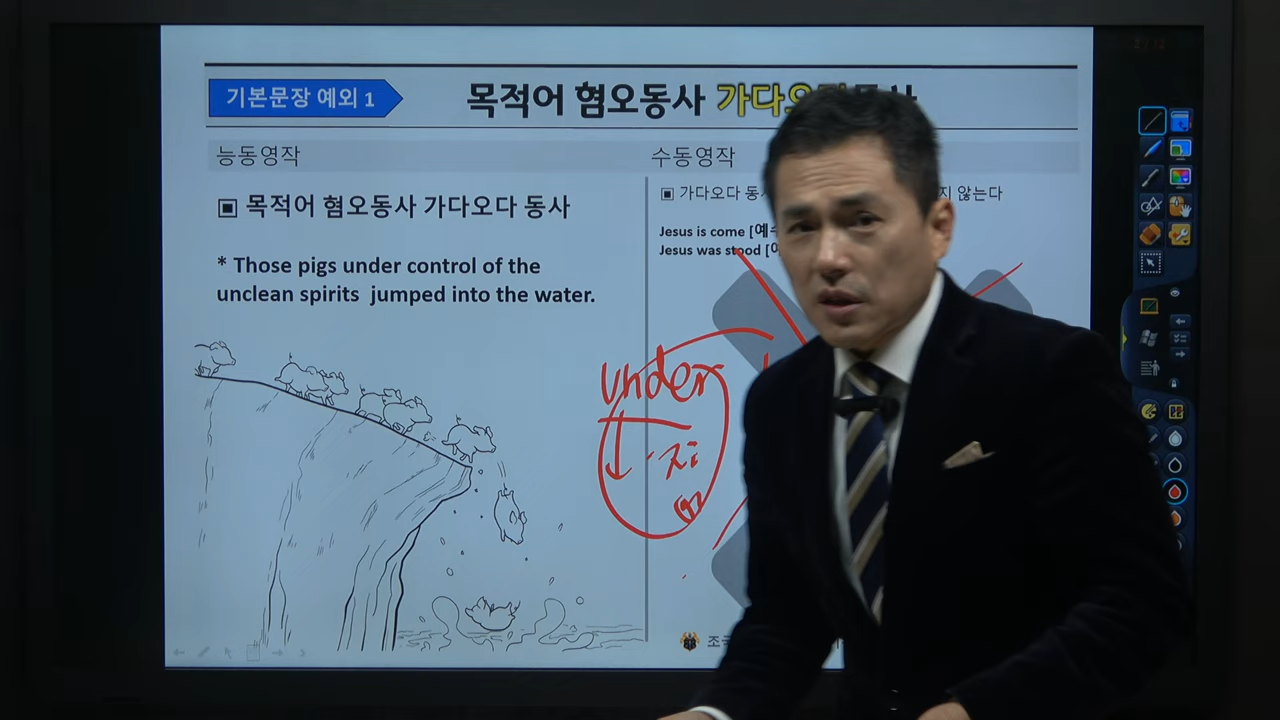 기본문장 예외 1
목적어 혐오동사 가다오
능동영작
수동영작
▣ 목적어 혐오동사 가다오다 동사
▣ 가다오다 동 않는다
Jesus is come [예
Jesus was stood [
* Those pigs under control of the
unclean spirits jumped into the water.
under